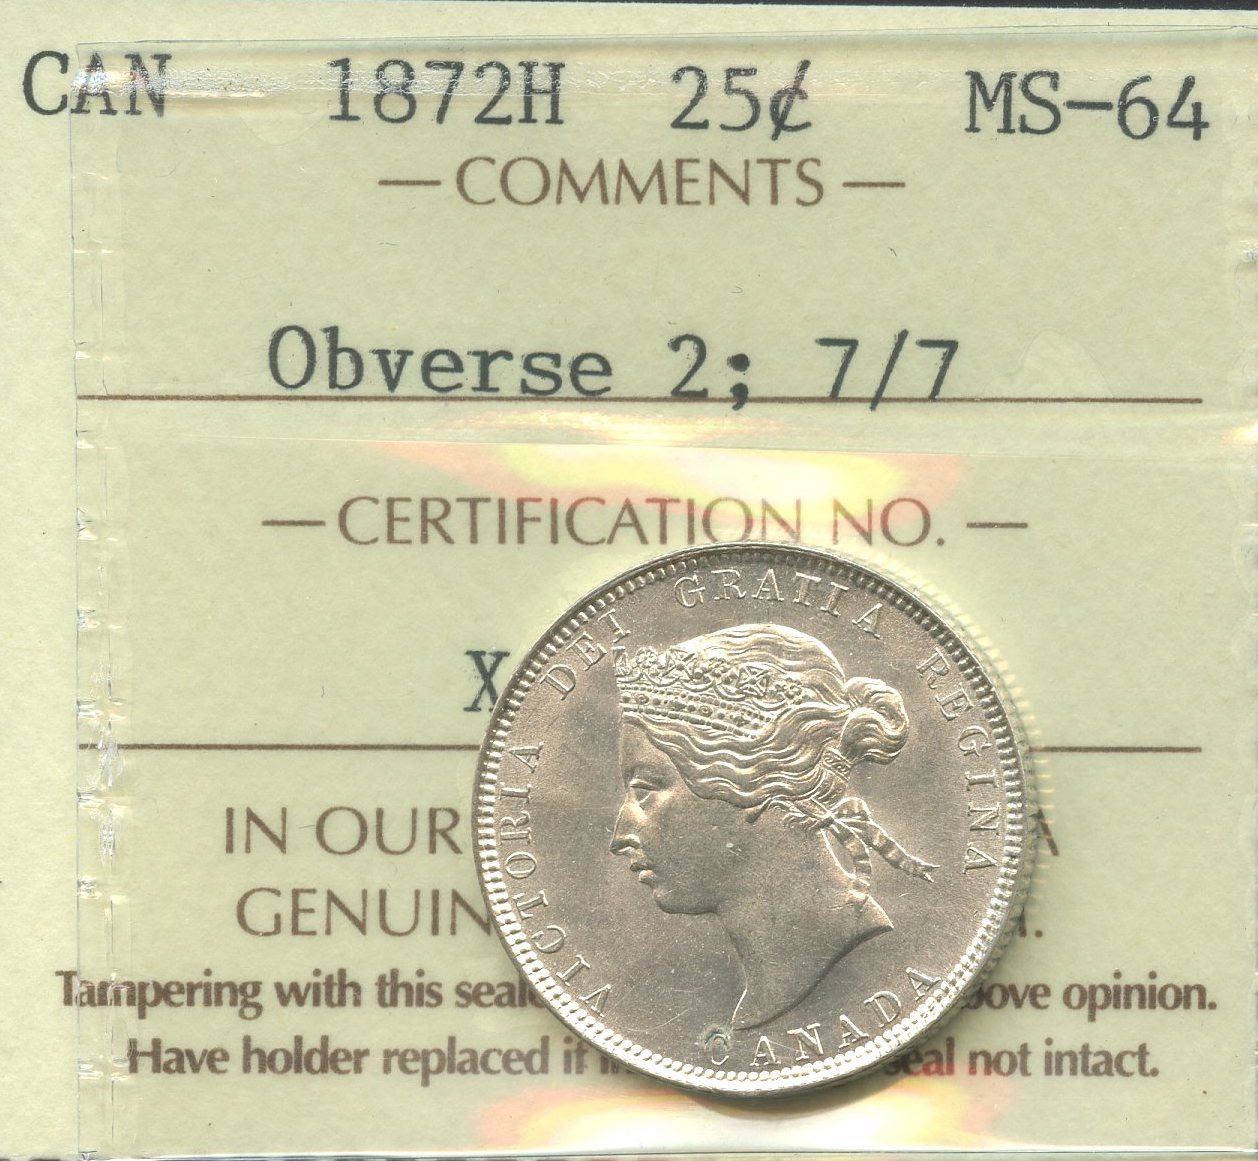 CAN 1872H 25¢ MS-64
— COMMENTS —
Obverse 2; 7/7
— CERTIFICATION NO. —
X
IN OUR
GENUIN
Tampering with this seal opinion.
Have holder replaced if seal not intact.
VICTORIA DEI GRATIA REGINA
CANADA